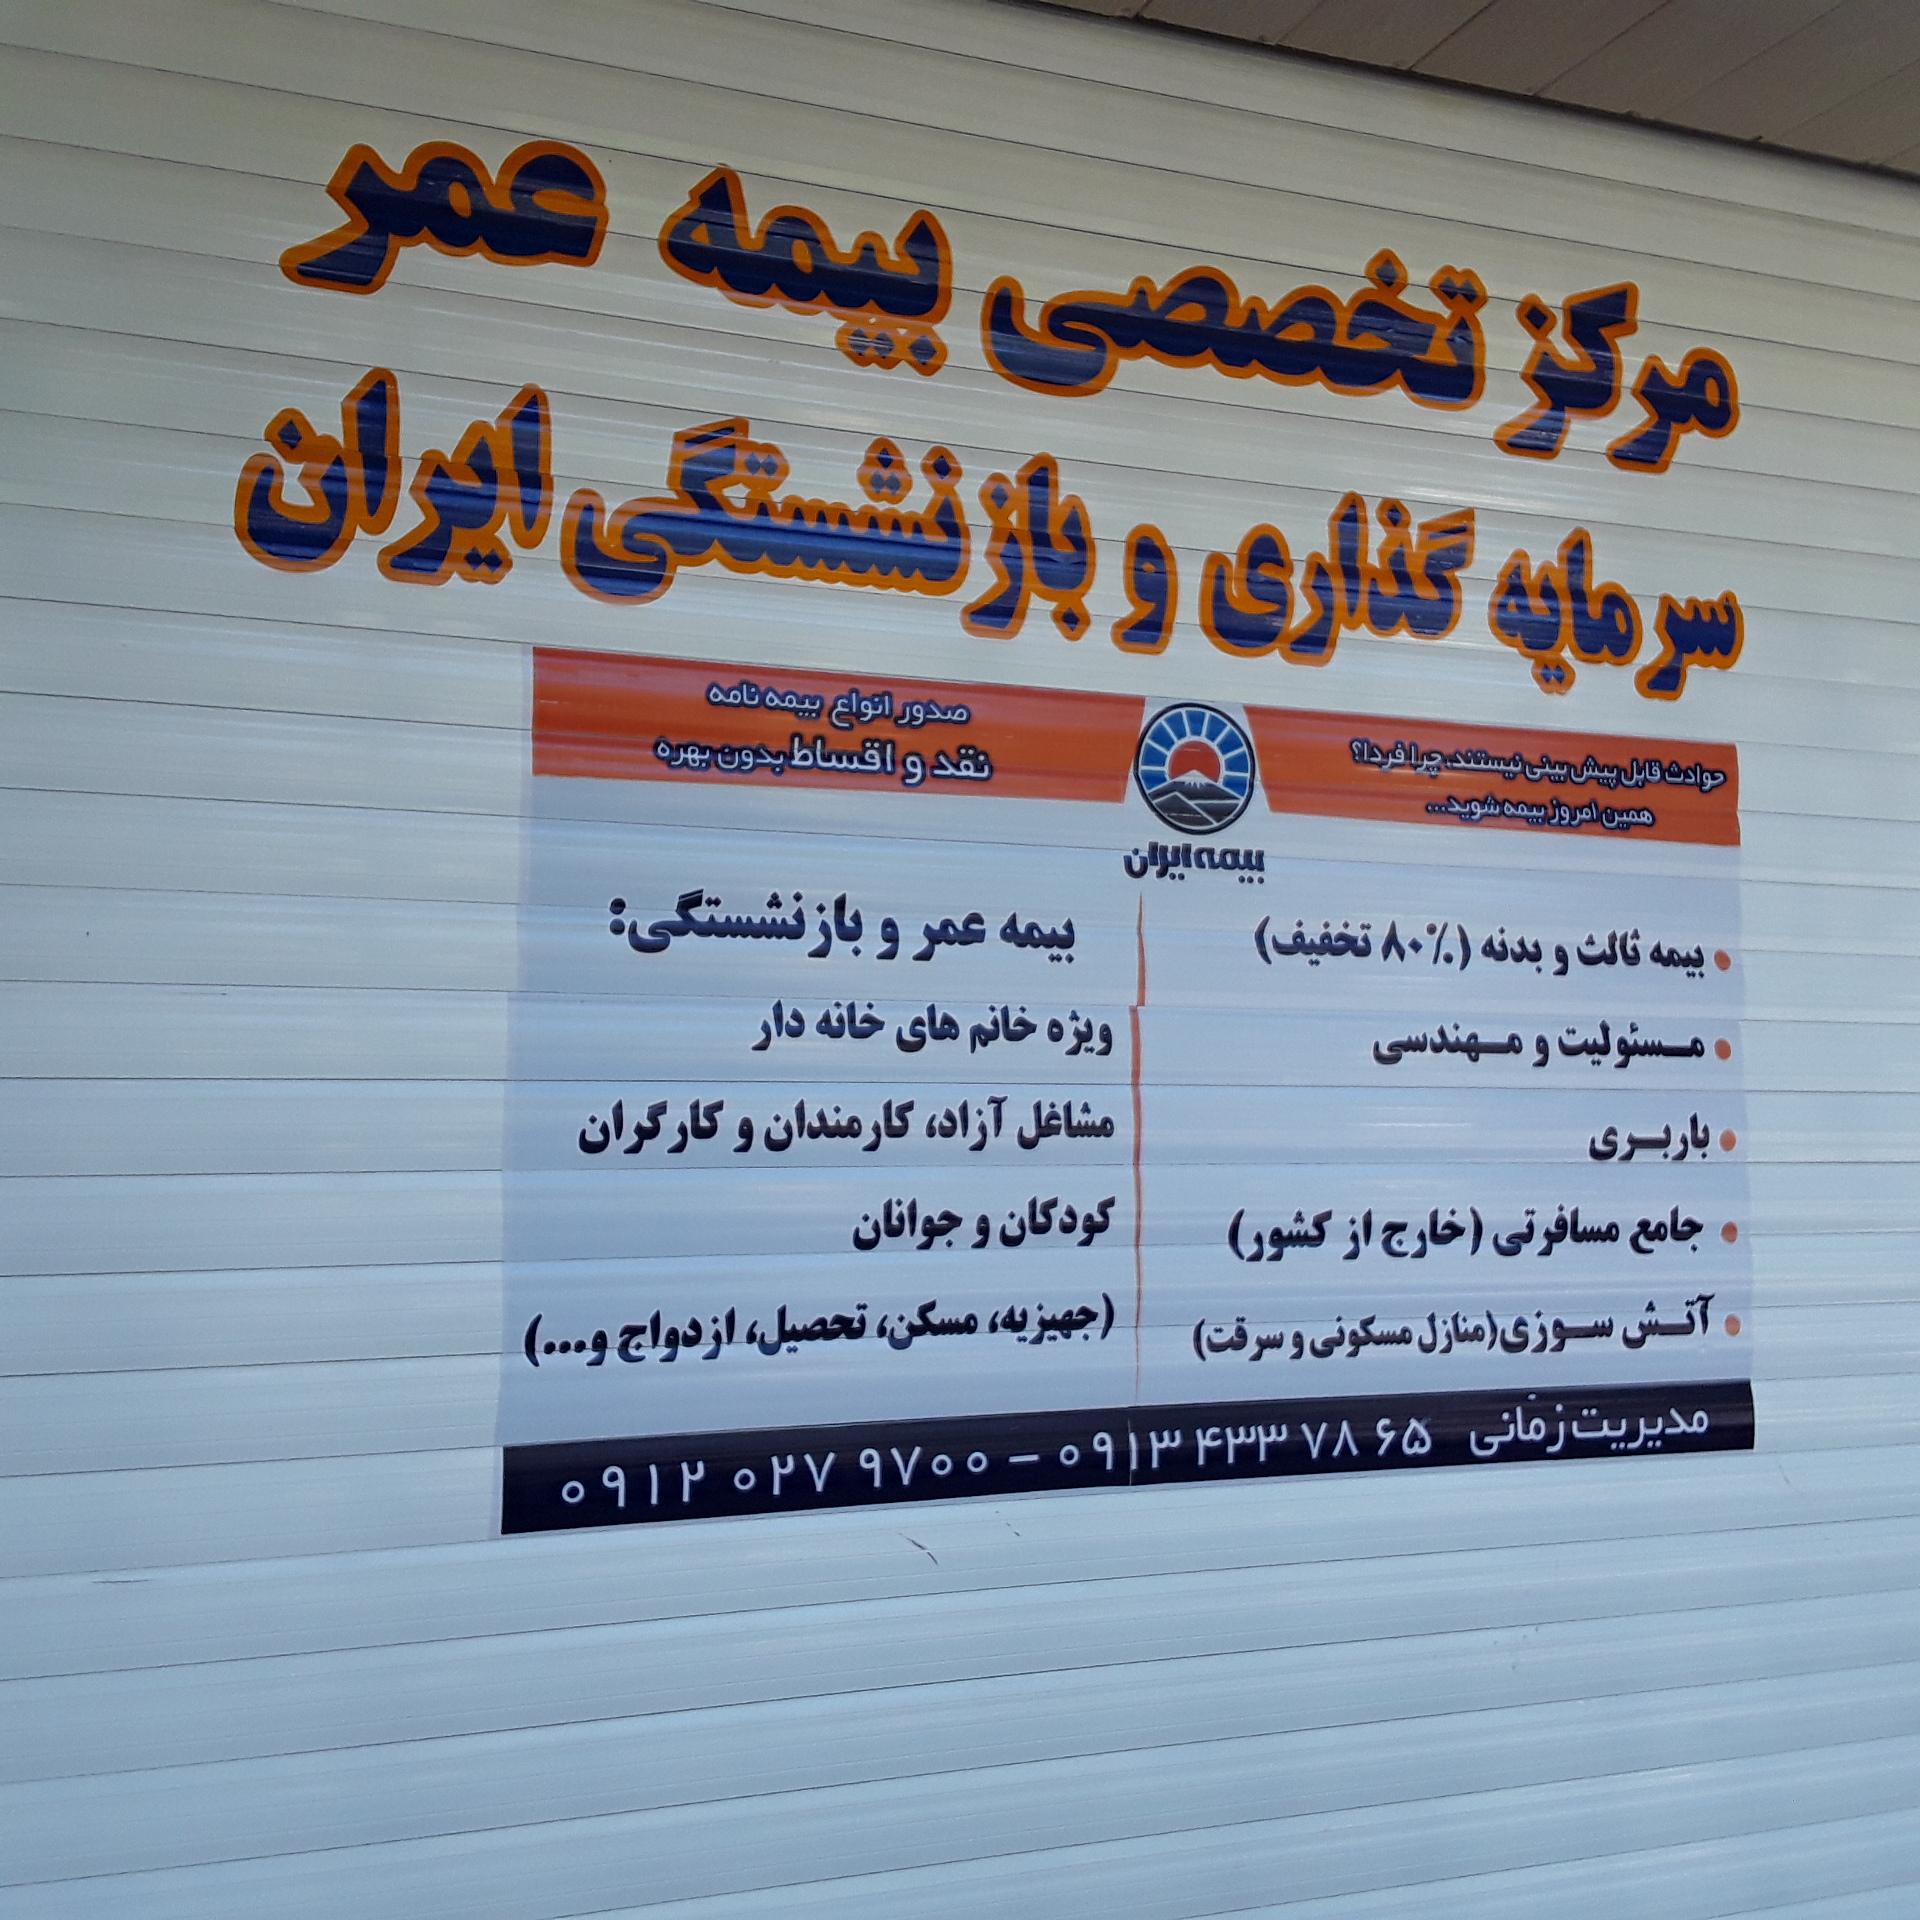 مرکز تخصصی بیمه عمر
سرمایه گذاری و بازنشستگی ایران
حوادث قابل پیش بینی نیستند، چرا فردا؟
همین امروز بیمه شوید...
صدور انواع بیمه نامه
نقد و اقساط بدون بهره
بیمه ایران
بیمه ثالث و بدنه (۸۰٪ تخفیف)
مسئولیت و مهندسی
باربری
جامع مسافرتی (خارج از کشور)
آتش سوزی (منازل مسکونی و سرقت)
بیمه عمر و بازنشستگی:
ویژه خانم های خانه دار
مشاغل آزاد، کارمندان و کارگران
کودکان و جوانان
(جهیزیه، مسکن، تحصیل، ازدواج و...)
مدیریت زمانی ۰۹۱۳ ۴۳۳ ۷۸ ۶۵ – ۰۹۱۲ ۰۲۷ ۹۷۰۰